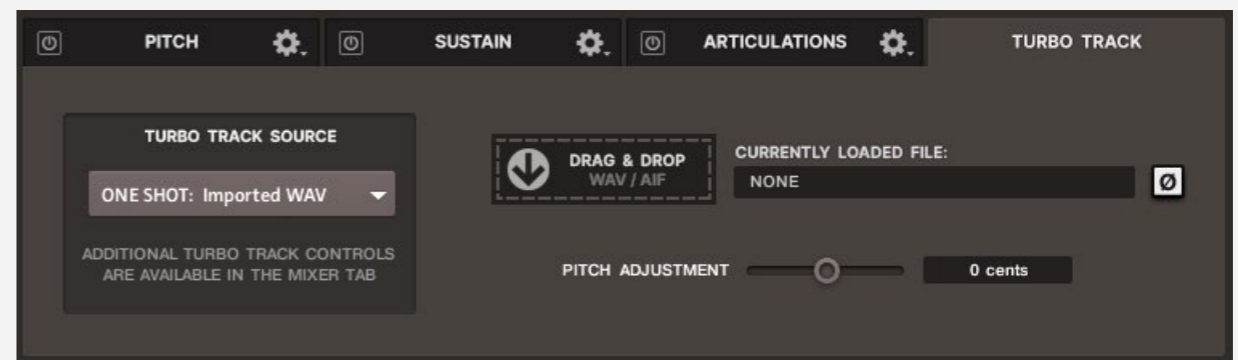 PITCH
SUSTAIN
ARTICULATIONS
TURBO TRACK
TURBO TRACK SOURCE
ONE SHOT: Imported WAV
ADDITIONAL TURBO TRACK CONTROLS
ARE AVAILABLE IN THE MIXER TAB
DRAG & DROP
WAV / AIF
CURRENTLY LOADED FILE:
NONE
Ø
PITCH ADJUSTMENT
0 cents